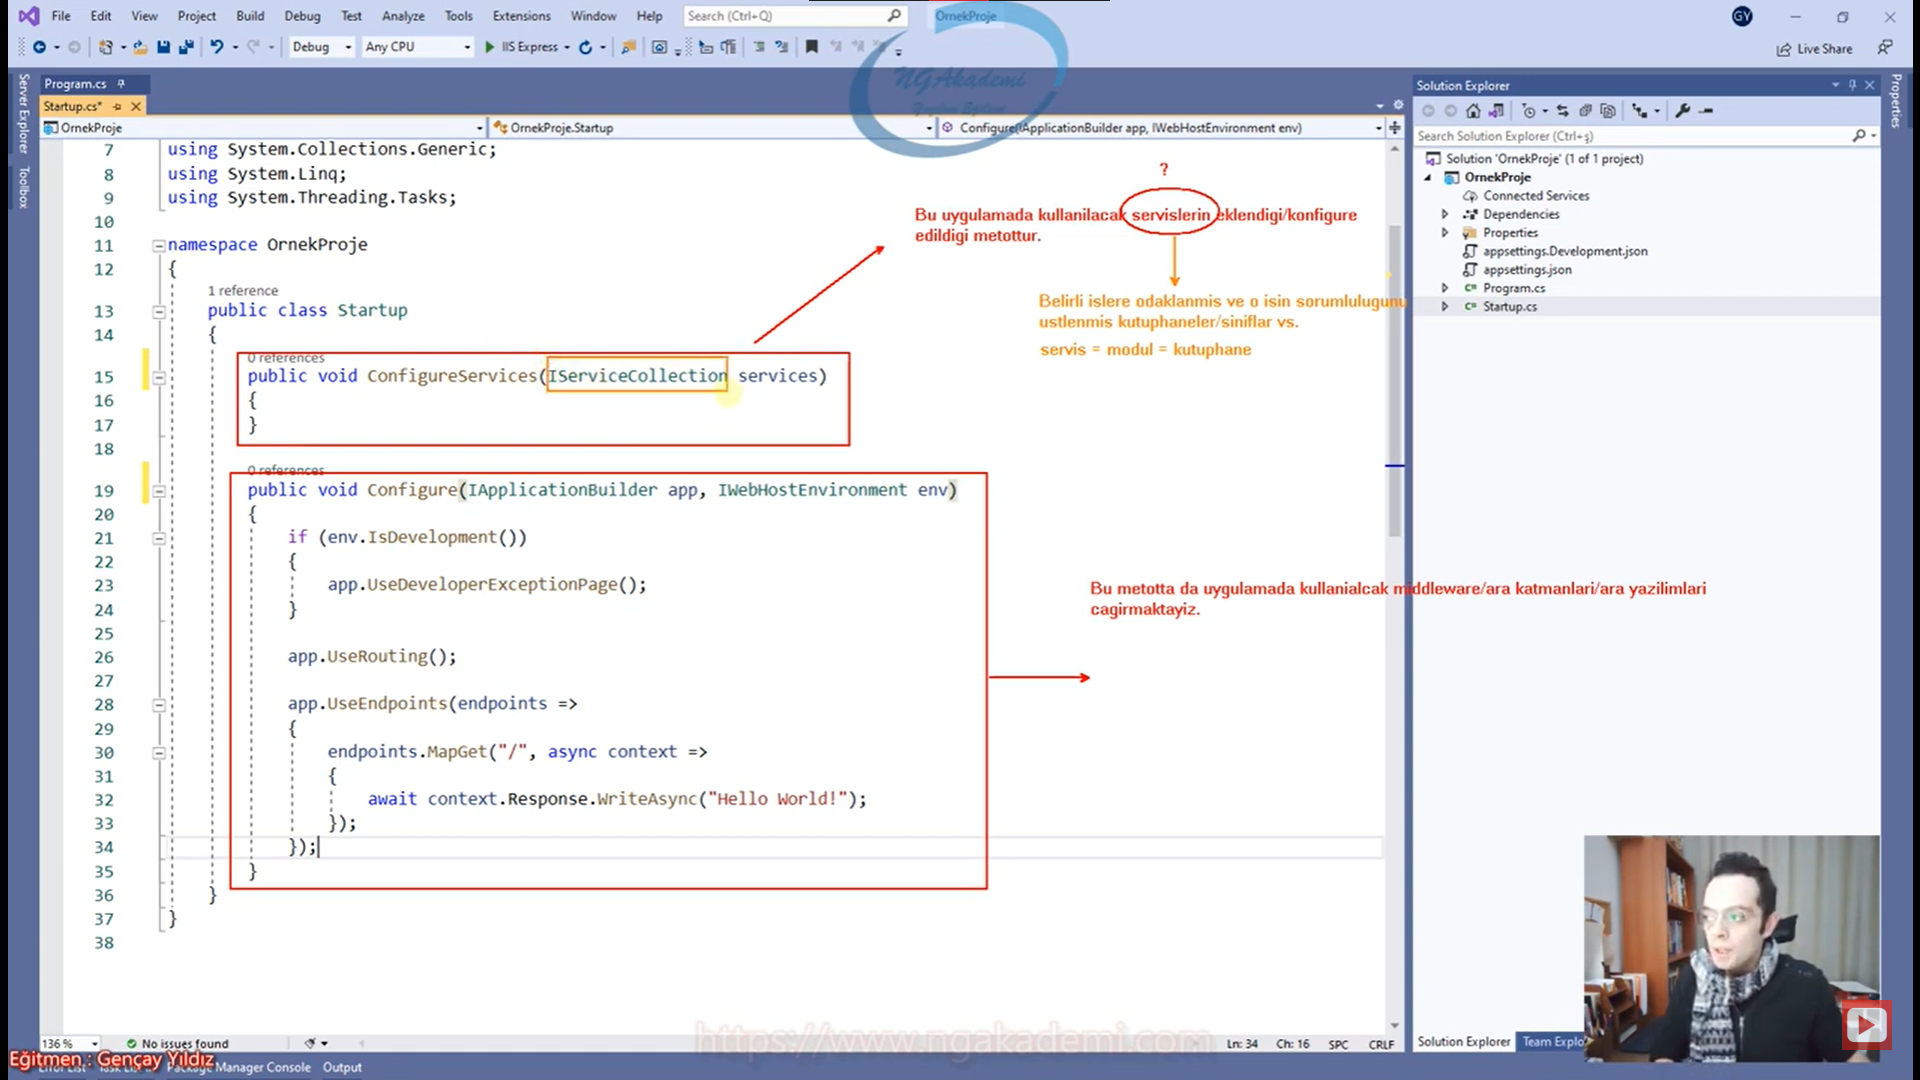 File Edit View Project Build Debug Test Analyze Tools Extensions Window Help Search (Ctrl+Q) OrnekProje GY
Debug Any CPU IIS Express Live Share
NGAkademi
Program.cs
Startup.cs*
OrnekProje OrnekProje.Startup Configure(IApplicationBuilder app, IWebHostEnvironment env)
Server Explorer
Toolbox
7 using System.Collections.Generic;
8 using System.Linq;
9 using System.Threading.Tasks;
10
11 namespace OrnekProje
12 {
1 reference
13 public class Startup
14 {
0 references
15 public void ConfigureServices(IServiceCollection services)
16 {
17 }
18
0 references
19 public void Configure(IApplicationBuilder app, IWebHostEnvironment env)
20 {
21 if (env.IsDevelopment())
22 {
23 app.UseDeveloperExceptionPage();
24 }
25
26 app.UseRouting();
27
28 app.UseEndpoints(endpoints =>
29 {
30 endpoints.MapGet("/", async context =>
31 {
32 await context.Response.WriteAsync("Hello World!");
33 });
34 });
35 }
36 }
37 }
38
?
Bu uygulamada kullanilacak servislerin eklendigi/konfigure
edildigi metottur.
Belirli islere odaklanmis ve o isin sorumlulugunu
ustlenmis kutuphaneler/siniflar vs.
servis = modul = kutuphane
Bu metotta da uygulamada kullanialcak middleware/ara katmanlari/ara yazilimlari
cagirmaktayiz.
Solution Explorer
Search Solution Explorer (Ctrl+ş)
Solution 'OrnekProje' (1 of 1 project)
OrnekProje
Connected Services
Dependencies
Properties
appsettings.Development.json
appsettings.json
Program.cs
Startup.cs
Properties
136 % No issues found Ln: 34 Ch: 16 SPC CRLF
https://www.ngakademi.com
Solution Explorer Team Explo
Eğitmen : Gençay Yıldız
Package Manager Console Output